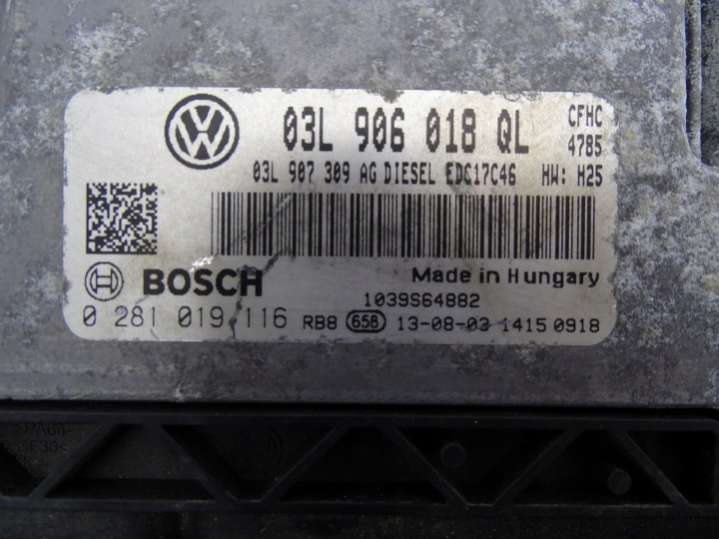 03L 906 018 QL CFHC
4785
03L 907 309 AG DIESEL EDC17C46 HW: H25
BOSCH Made in Hungary
1039S64882
0 281 019 116 RB8 658 13-08-03 1415 0918